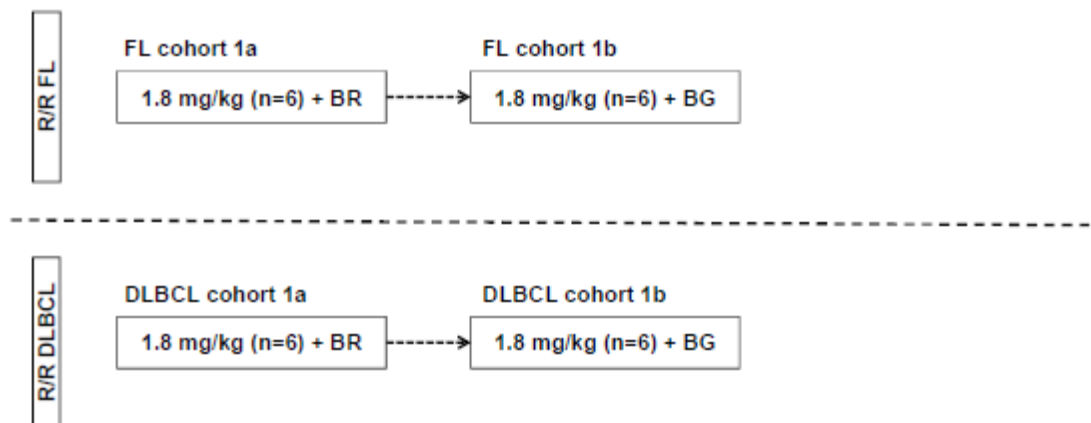 R/R FL
FL cohort 1a
FL cohort 1b
1.8 mg/kg (n=6) + BR
1.8 mg/kg (n=6) + BG
R/R DLBCL
DLBCL cohort 1a
DLBCL cohort 1b
1.8 mg/kg (n=6) + BR
1.8 mg/kg (n=6) + BG